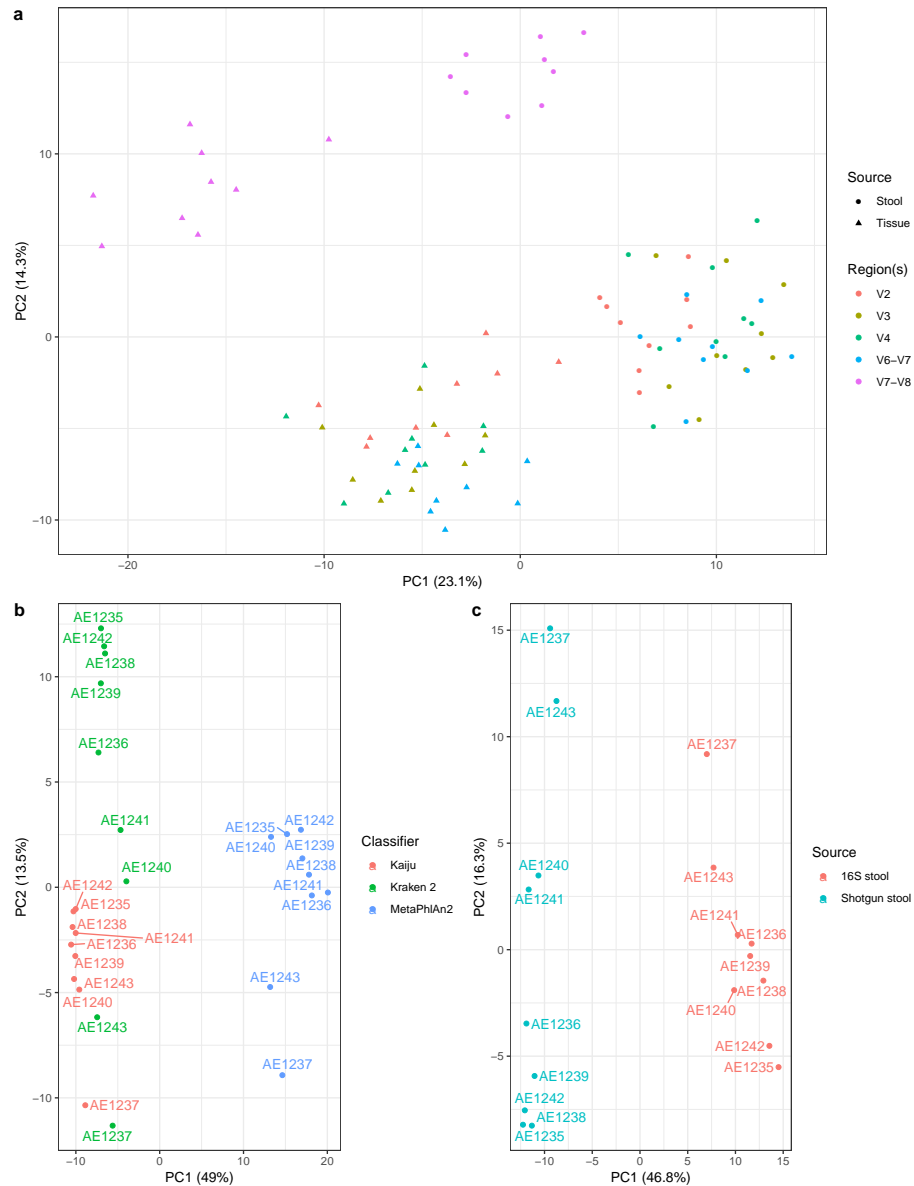 a
10
0
−10
PC2 (14.3%)
−20
−10
0
10
PC1 (23.1%)
Source
Stool
Tissue
Region(s)
V2
V3
V4
V6−V7
V7−V8
b
AE1235
AE1242
AE1238
AE1239
AE1236
AE1241
AE1240
AE1242
AE1235
AE1238
AE1241
AE1236
AE1239
AE1243
AE1240
AE1243
AE1237
AE1237
AE1235
AE1242
AE1240
AE1239
AE1238
AE1241
AE1236
AE1243
AE1237
10
5
0
−5
−10
PC2 (13.5%)
−10
0
10
20
PC1 (49%)
Classifier
Kaiju
Kraken 2
MetaPhlAn2
c
AE1237
AE1243
AE1237
AE1240
AE1243
AE1241
AE1241
AE1236
AE1239
AE1238
AE1240
AE1236
AE1242
AE1239
AE1235
AE1242
AE1238
AE1235
15
10
5
0
−5
PC2 (16.3%)
−10
−5
0
5
10
15
PC1 (46.8%)
Source
16S stool
Shotgun stool